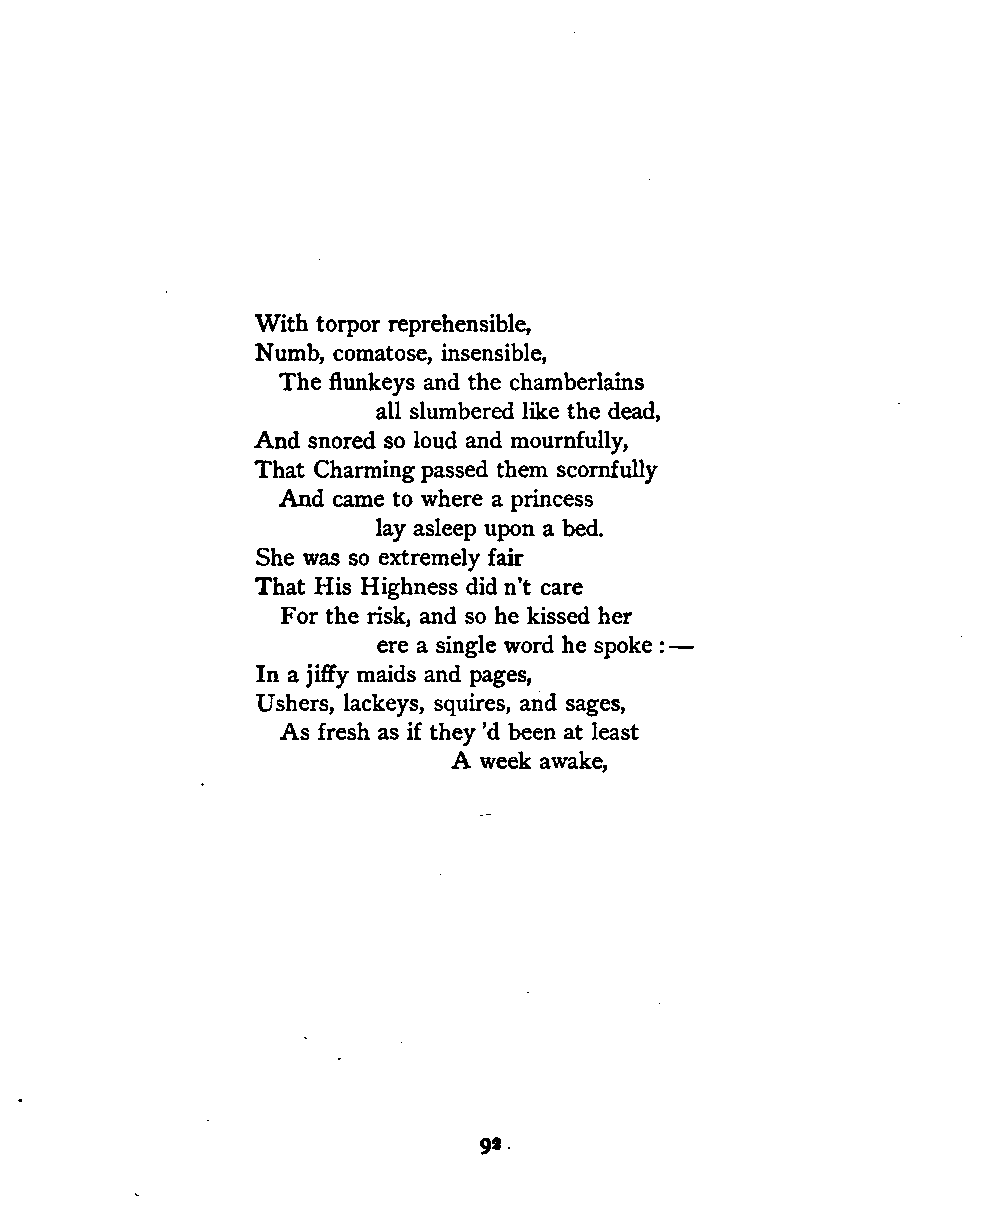 With torpor reprehensible,
Numb, comatose, insensible,
The flunkeys and the chamberlains
all slumbered like the dead,
And snored so loud and mournfully,
That Charming passed them scornfully
And came to where a princess
lay asleep upon a bed.
She was so extremely fair
That His Highness did n't care
For the risk, and so he kissed her
ere a single word he spoke :—
In a jiffy maids and pages,
Ushers, lackeys, squires, and sages,
As fresh as if they 'd been at least
A week awake,
92